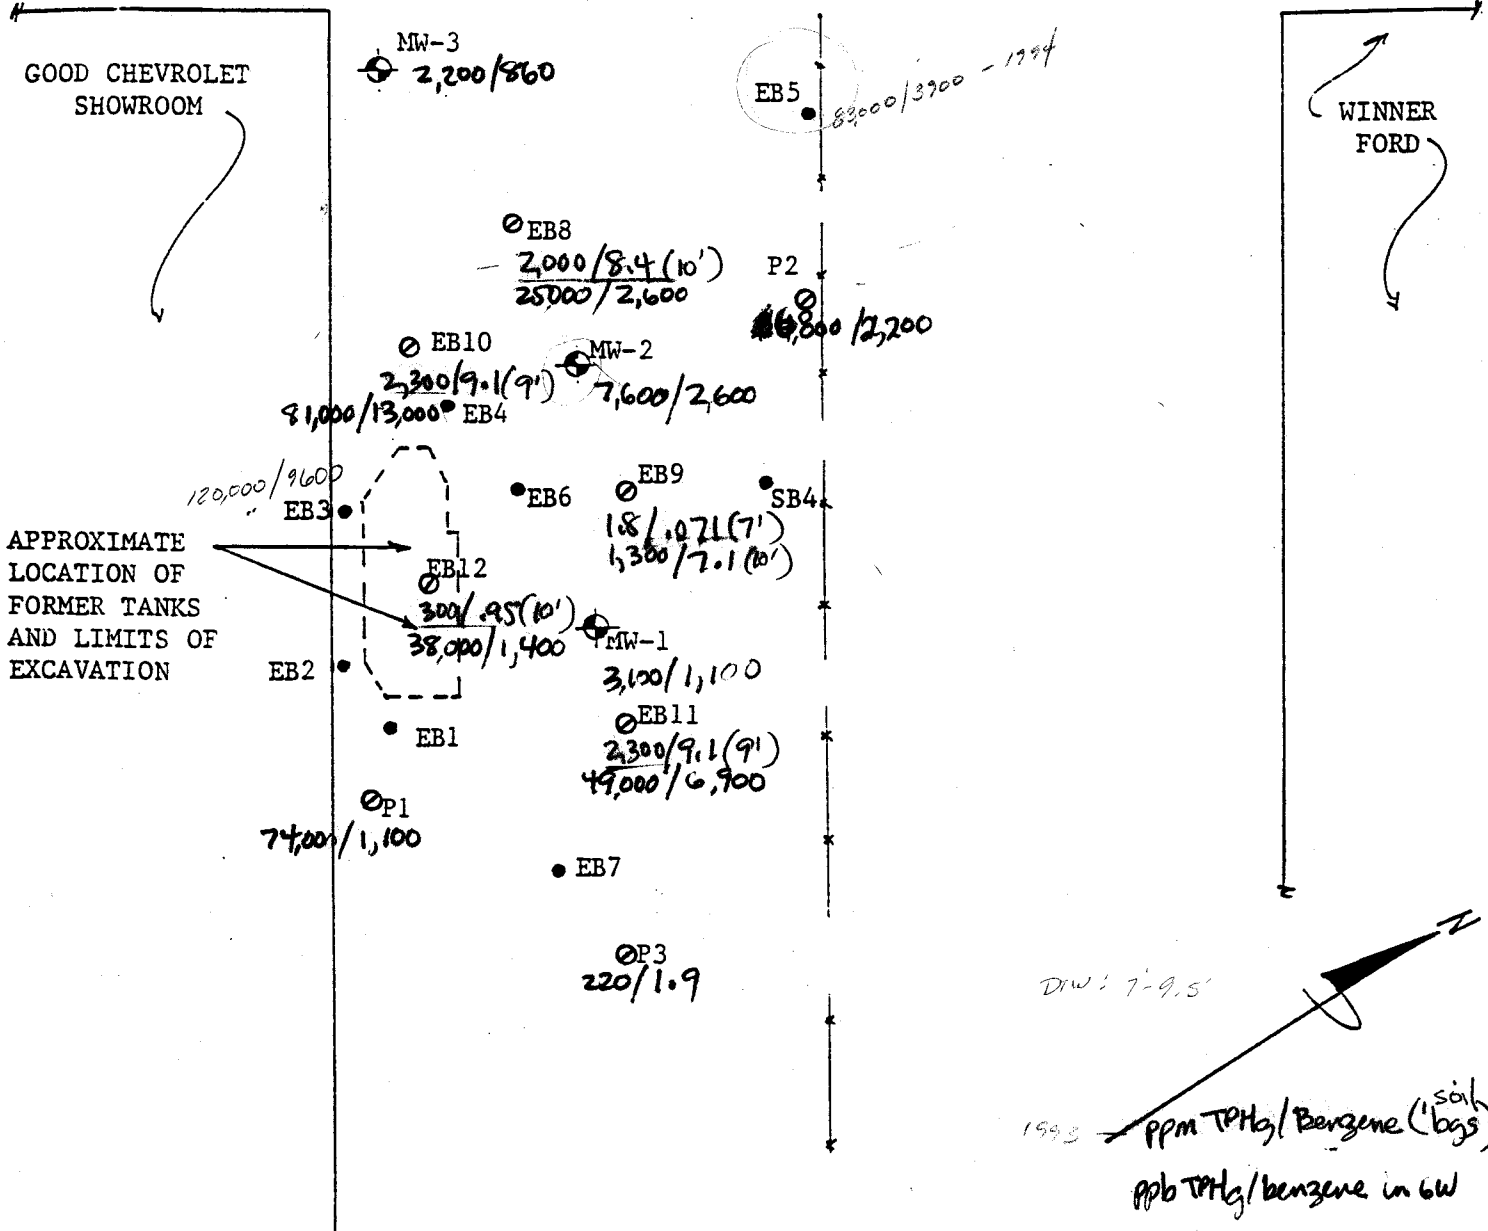 GOOD CHEVROLET
SHOWROOM
MW-3
2,200/860
EB5
83,000/3900 - 1994
WINNER
FORD
EB8
2,000/8.4 (10')
25000/2,600
P2
800/2,200
EB10
2,300/9.1(9')
81,000/13,000
EB4
MW-2
7,600/2,600
120,000/9600
"
EB3
EB6
EB9
1.8/.071(7')
1,300/7.1(10')
SB4
APPROXIMATE
LOCATION OF
FORMER TANKS
AND LIMITS OF
EXCAVATION
EB12
300/.95(10')
38,000/1,400
MW-1
3,100/1,100
EB2
EB1
EB11
2,300/9.1(9')
49,000/6,900
P1
74,000/1,100
EB7
P3
220/1.9
DTW: 7-9.5'
N
1993
ppm TPHg/Benzene ('bgs) soil
ppb TPHg/benzene in GW